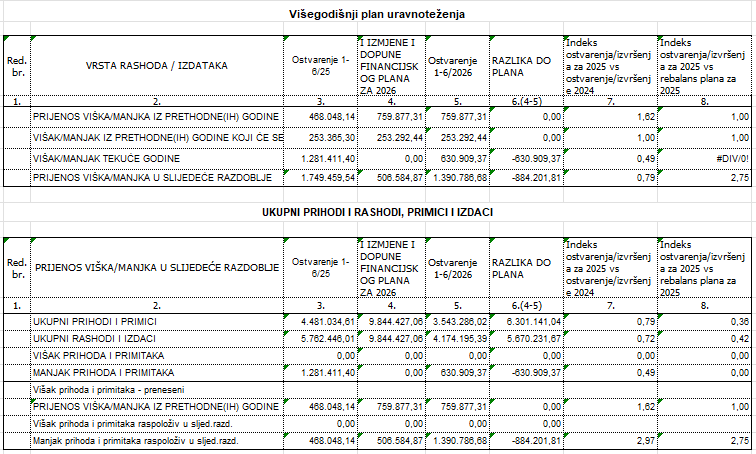 Višegodišnji plan uravnoteženja
Red. br. VRSTA RASHODA / IZDATAKA Ostvarenje 1-6/25 I IZMJENE I DOPUNE FINANCIJSKOG PLANA ZA 2026 Ostvarenje 1-6/2026 RAZLIKA DO PLANA Indeks ostvarenja/izvršenja za 2025 vs ostvarenje/izvršenje 2024 Indeks ostvarenja/izvršenja za 2025 vs rebalans plana za 2025
1. 2. 3. 4. 5. 6.(4-5) 7. 8.
PRIJENOS VIŠKA/MANJKA IZ PRETHODNE(IH) GODINE 468.048,14 759.877,31 759.877,31 0,00 1,62 1,00
VIŠAK/MANJAK IZ PRETHODNE(IH) GODINE KOJI ĆE SE 253.365,30 253.292,44 253.292,44 0,00 1,00 1,00
VIŠAK/MANJAK TEKUĆE GODINE 1.281.411,40 0,00 630.909,37 -630.909,37 0,49 #DIV/0!
PRIJENOS VIŠKA/MANJKA U SLIJEDEĆE RAZDOBLJE 1.749.459,54 506.584,87 1.390.786,68 -884.201,81 0,79 2,75
UKUPNI PRIHODI I RASHODI, PRIMICI I IZDACI
Red. br. PRIJENOS VIŠKA/MANJKA U SLIJEDEĆE RAZDOBLJE Ostvarenje 1-6/25 I IZMJENE I DOPUNE FINANCIJSKOG PLANA ZA 2026 Ostvarenje 1-6/2026 RAZLIKA DO PLANA Indeks ostvarenja/izvršenja za 2025 vs ostvarenje/izvršenje 2024 Indeks ostvarenja/izvršenja za 2025 vs rebalans plana za 2025
1. 2. 3. 4. 5. 6.(4-5) 7. 8.
UKUPNI PRIHODI I PRIMICI 4.481.034,61 9.844.427,06 3.543.286,02 6.301.141,04 0,79 0,36
UKUPNI RASHODI I IZDACI 5.762.446,01 9.844.427,06 4.174.195,39 5.670.231,67 0,72 0,42
VIŠAK PRIHODA I PRIMITAKA 0,00 0,00 0,00 0,00 0,00 0,00
MANJAK PRIHODA I PRIMITAKA 1.281.411,40 0,00 630.909,37 -630.909,37 0,49 0,00
Višak prihoda i primitaka - preneseni
PRIJENOS VIŠKA/MANJKA IZ PRETHODNE(IH) GODINE 468.048,14 759.877,31 759.877,31 0,00 1,62 1,00
Višak prihoda i primitaka raspoloživ u sljed.razd. 0,00 0,00 0,00 0,00
Manjak prihoda i primitaka raspoloživ u sljed.razd. 468.048,14 506.584,87 1.390.786,68 -884.201,81 2,97 2,75